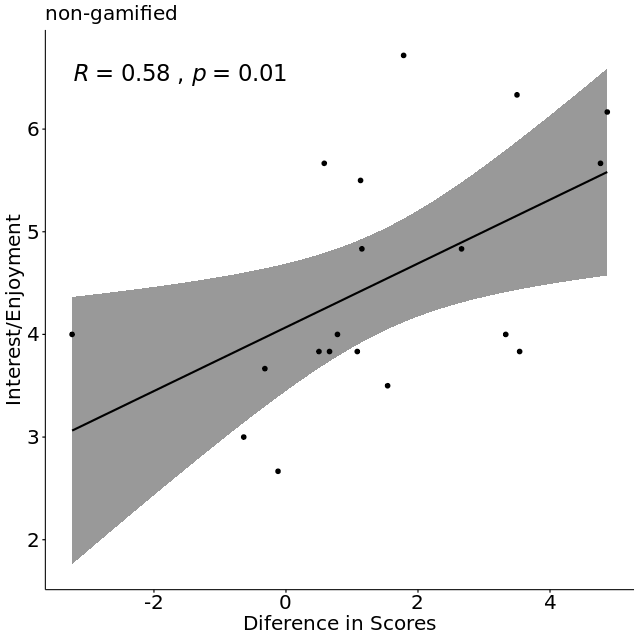 non-gamified
R = 0.58 , p = 0.01
Interest/Enjoyment
6
5
4
3
2
-2 0 2 4
Diference in Scores